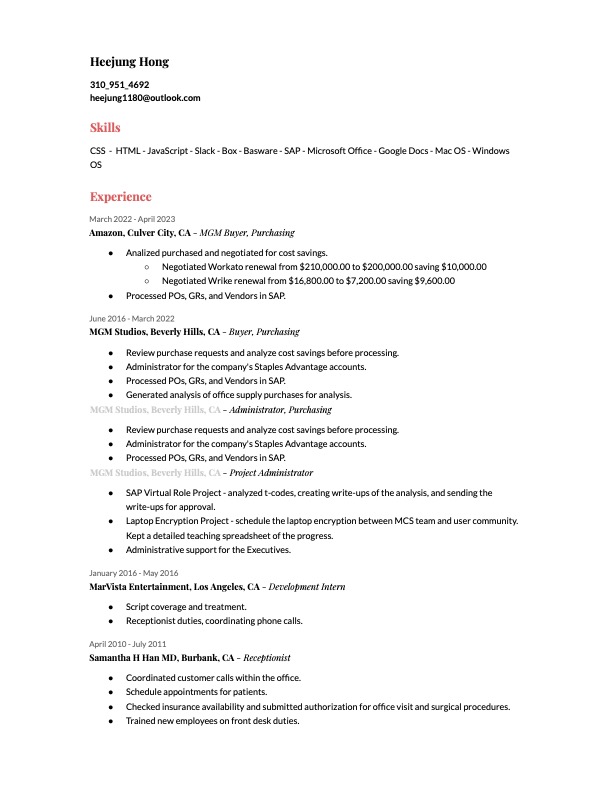 Heejung Hong
310_951_4692
heejung1180@outlook.com
Skills
CSS - HTML - JavaScript - Slack - Box - Basware - SAP - Microsoft Office - Google Docs - Mac OS - Windows
OS
Experience
March 2022 - April 2023
Amazon, Culver City, CA – MGM Buyer, Purchasing
● Analized purchased and negotiated for cost savings.
○ Negotiated Workato renewal from $210,000.00 to $200,000.00 saving $10,000.00
○ Negotiated Wrike renewal from $16,800.00 to $7,200.00 saving $9,600.00
● Processed POs, GRs, and Vendors in SAP.
June 2016 - March 2022
MGM Studios, Beverly Hills, CA – Buyer, Purchasing
● Review purchase requests and analyze cost savings before processing.
● Administrator for the company's Staples Advantage accounts.
● Processed POs, GRs, and Vendors in SAP.
● Generated analysis of office supply purchases for analysis.
MGM Studios, Beverly Hills, CA – Administrator, Purchasing
● Review purchase requests and analyze cost savings before processing.
● Administrator for the company's Staples Advantage accounts.
● Processed POs, GRs, and Vendors in SAP.
MGM Studios, Beverly Hills, CA – Project Administrator
● SAP Virtual Role Project - analyzed t-codes, creating write-ups of the analysis, and sending the
write-ups for approval.
● Laptop Encryption Project - schedule the laptop encryption between MCS team and user community.
Kept a detailed teaching spreadsheet of the progress.
● Administrative support for the Executives.
January 2016 - May 2016
MarVista Entertainment, Los Angeles, CA – Development Intern
● Script coverage and treatment.
● Receptionist duties, coordinating phone calls.
April 2010 - July 2011
Samantha H Han MD, Burbank, CA – Receptionist
● Coordinated customer calls within the office.
● Schedule appointments for patients.
● Checked insurance availability and submitted authorization for office visit and surgical procedures.
● Trained new employees on front desk duties.